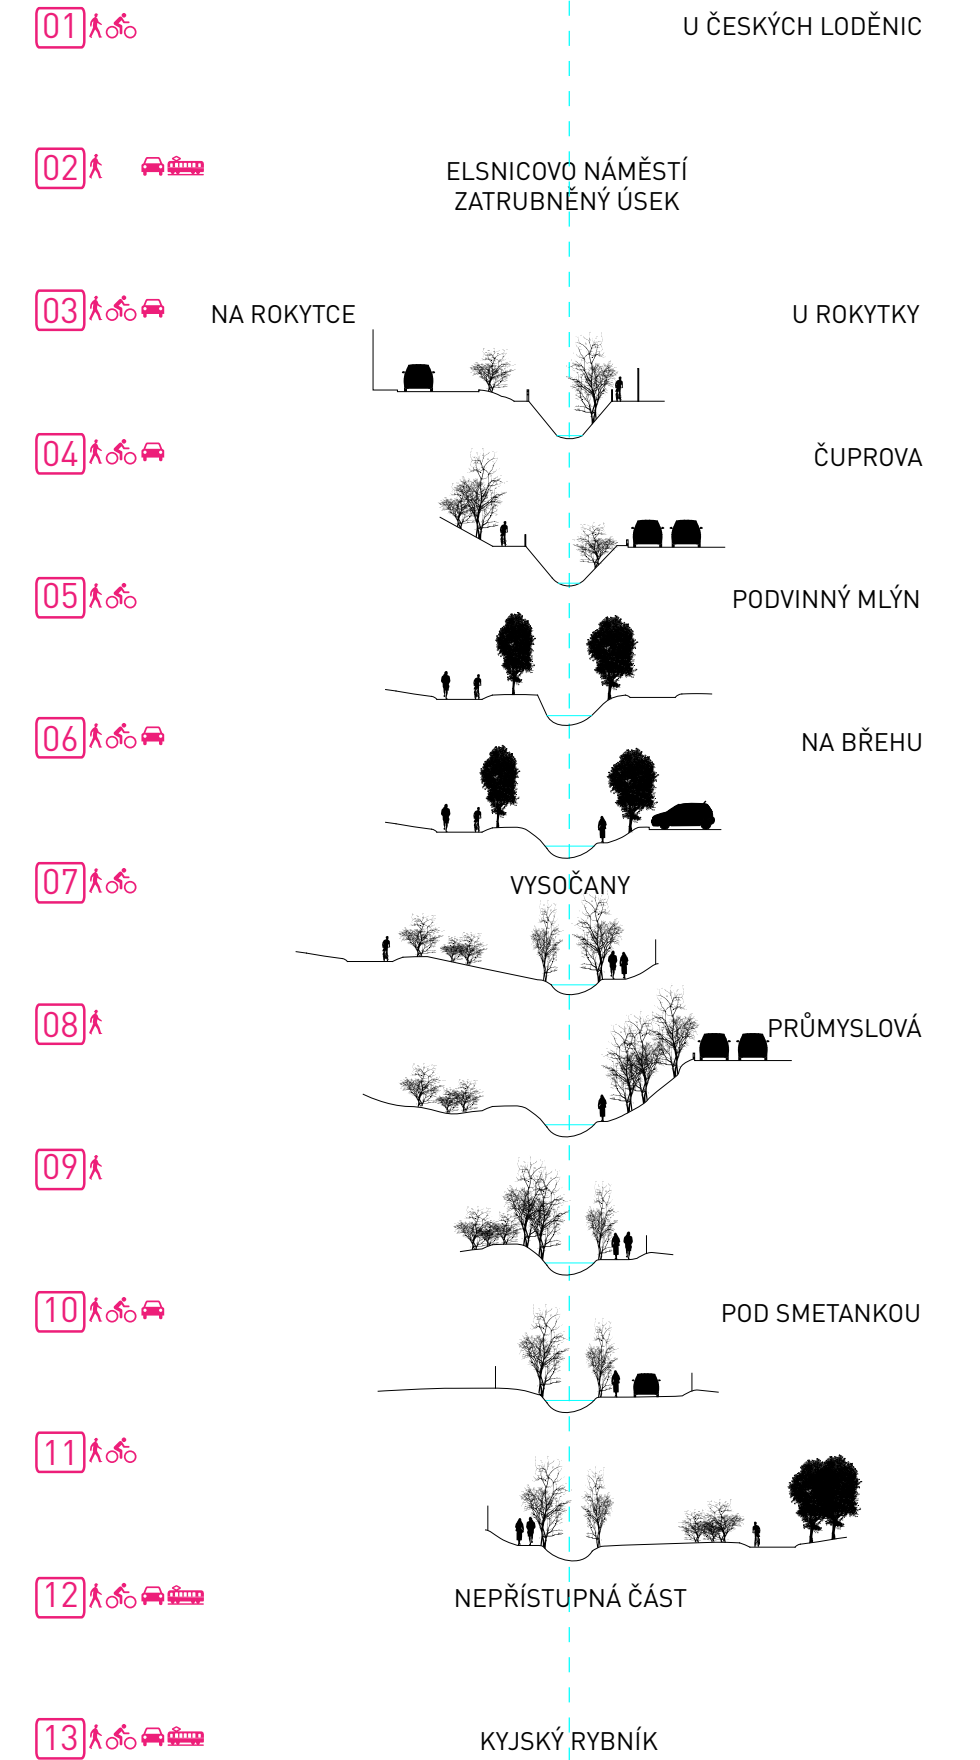 01 U ČESKÝCH LODĚNIC
02 ELSNICOVO NÁMĚSTÍ
ZATRUBNĚNÝ ÚSEK
03 NA ROKYTCE U ROKYTKY
04 ČUPROVA
05 PODVINNÝ MLÝN
06 NA BŘEHU
07 VYSOČANY
08 PRŮMYSLOVÁ
09
10 POD SMETANKOU
11
12 NEPŘÍSTUPNÁ ČÁST
13 KYJSKÝ RYBNÍK